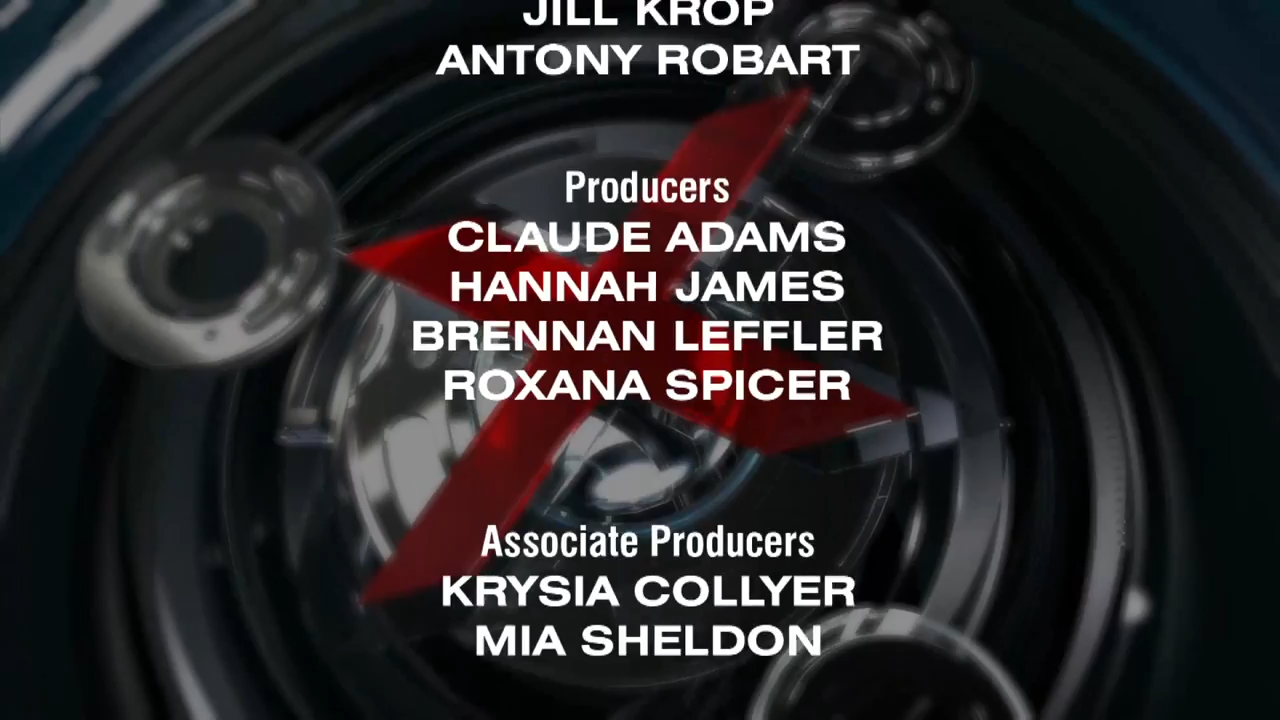 JILL KROP
ANTONY ROBART
Producers
CLAUDE ADAMS
HANNAH JAMES
BRENNAN LEFFLER
ROXANA SPICER
Associate Producers
KRYSIA COLLYER
MIA SHELDON